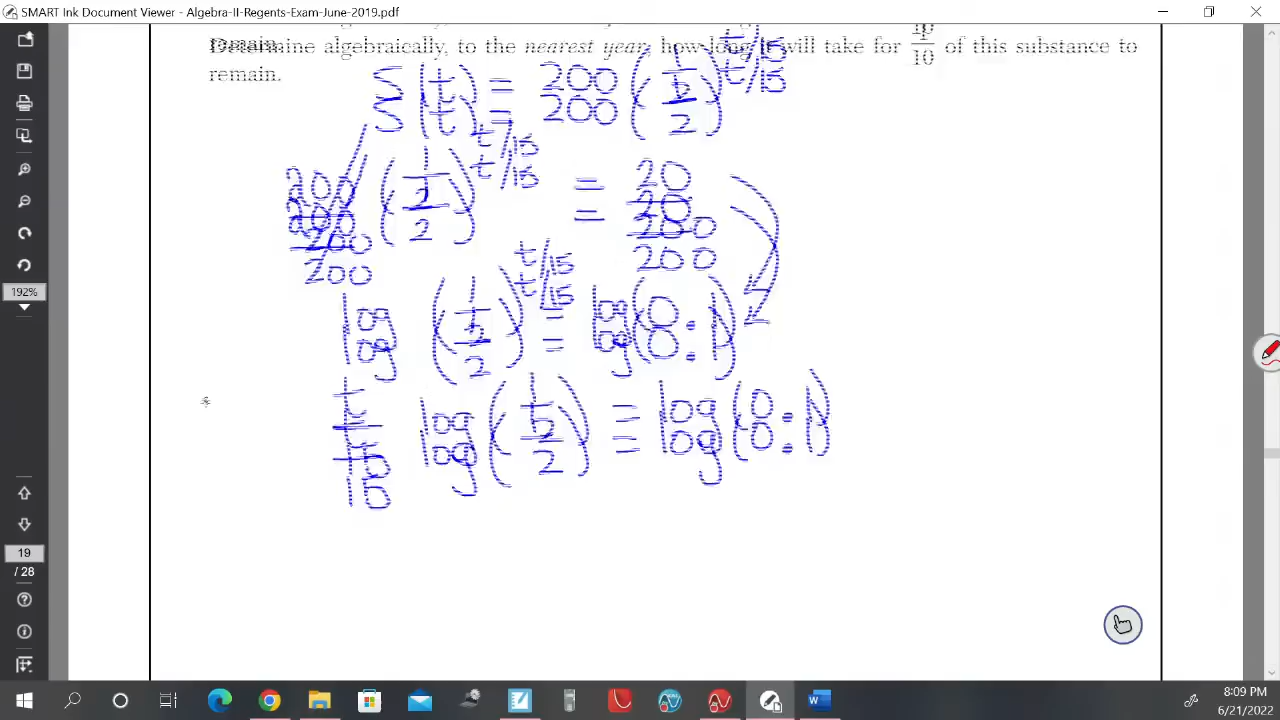 SMART Ink Document Viewer - Algebra-II-Regents-Exam-June-2019.pdf
Determine algebraically, to the nearest year, how long it will take for 1/10 of this substance to
remain.
(t) = 200 (1/2)^t/15
200 (1/2)^t/15 = 20
200 200
log (1/2)^t/15 = log(0.1)
t/15 log (1/2) = log (0.1)
192%
19
/ 28
8:09 PM
6/21/2022